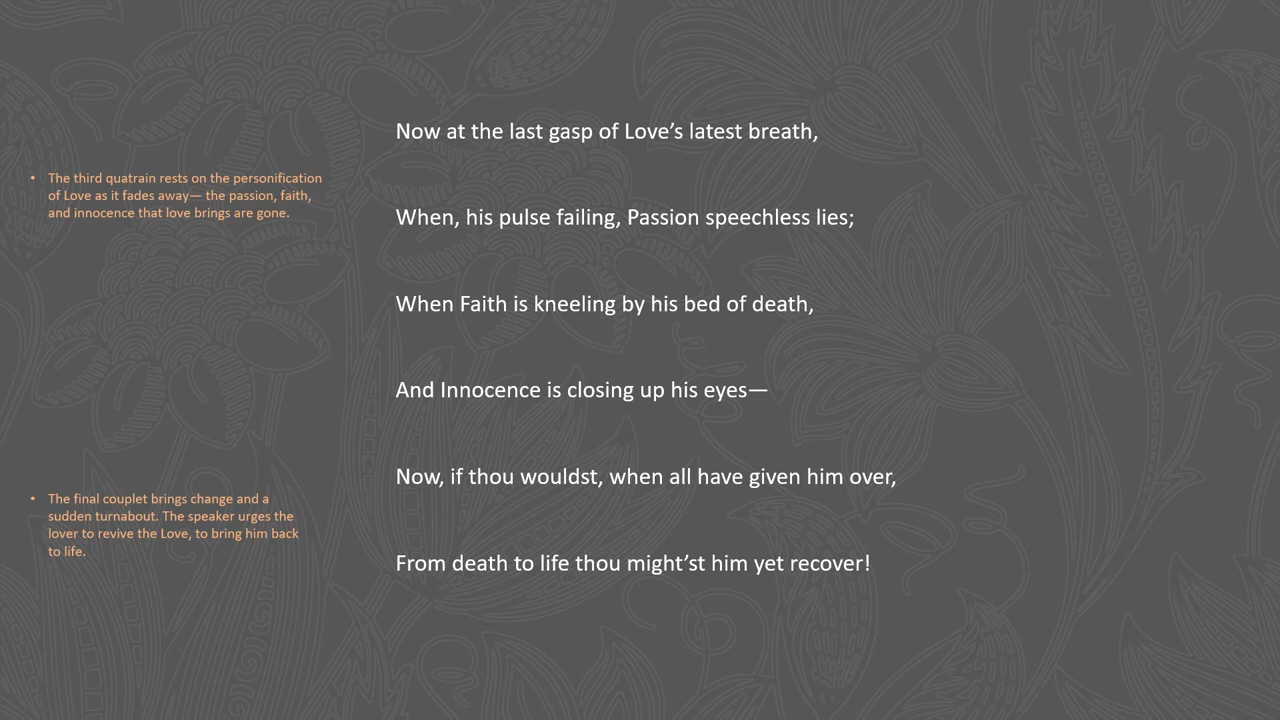 Now at the last gasp of Love’s latest breath,
• The third quatrain rests on the personification
of Love as it fades away— the passion, faith,
and innocence that love brings are gone.
When, his pulse failing, Passion speechless lies;
When Faith is kneeling by his bed of death,
And Innocence is closing up his eyes—
Now, if thou wouldst, when all have given him over,
• The final couplet brings change and a
sudden turnabout. The speaker urges the
lover to revive the Love, to bring him back
to life.
From death to life thou might’st him yet recover!